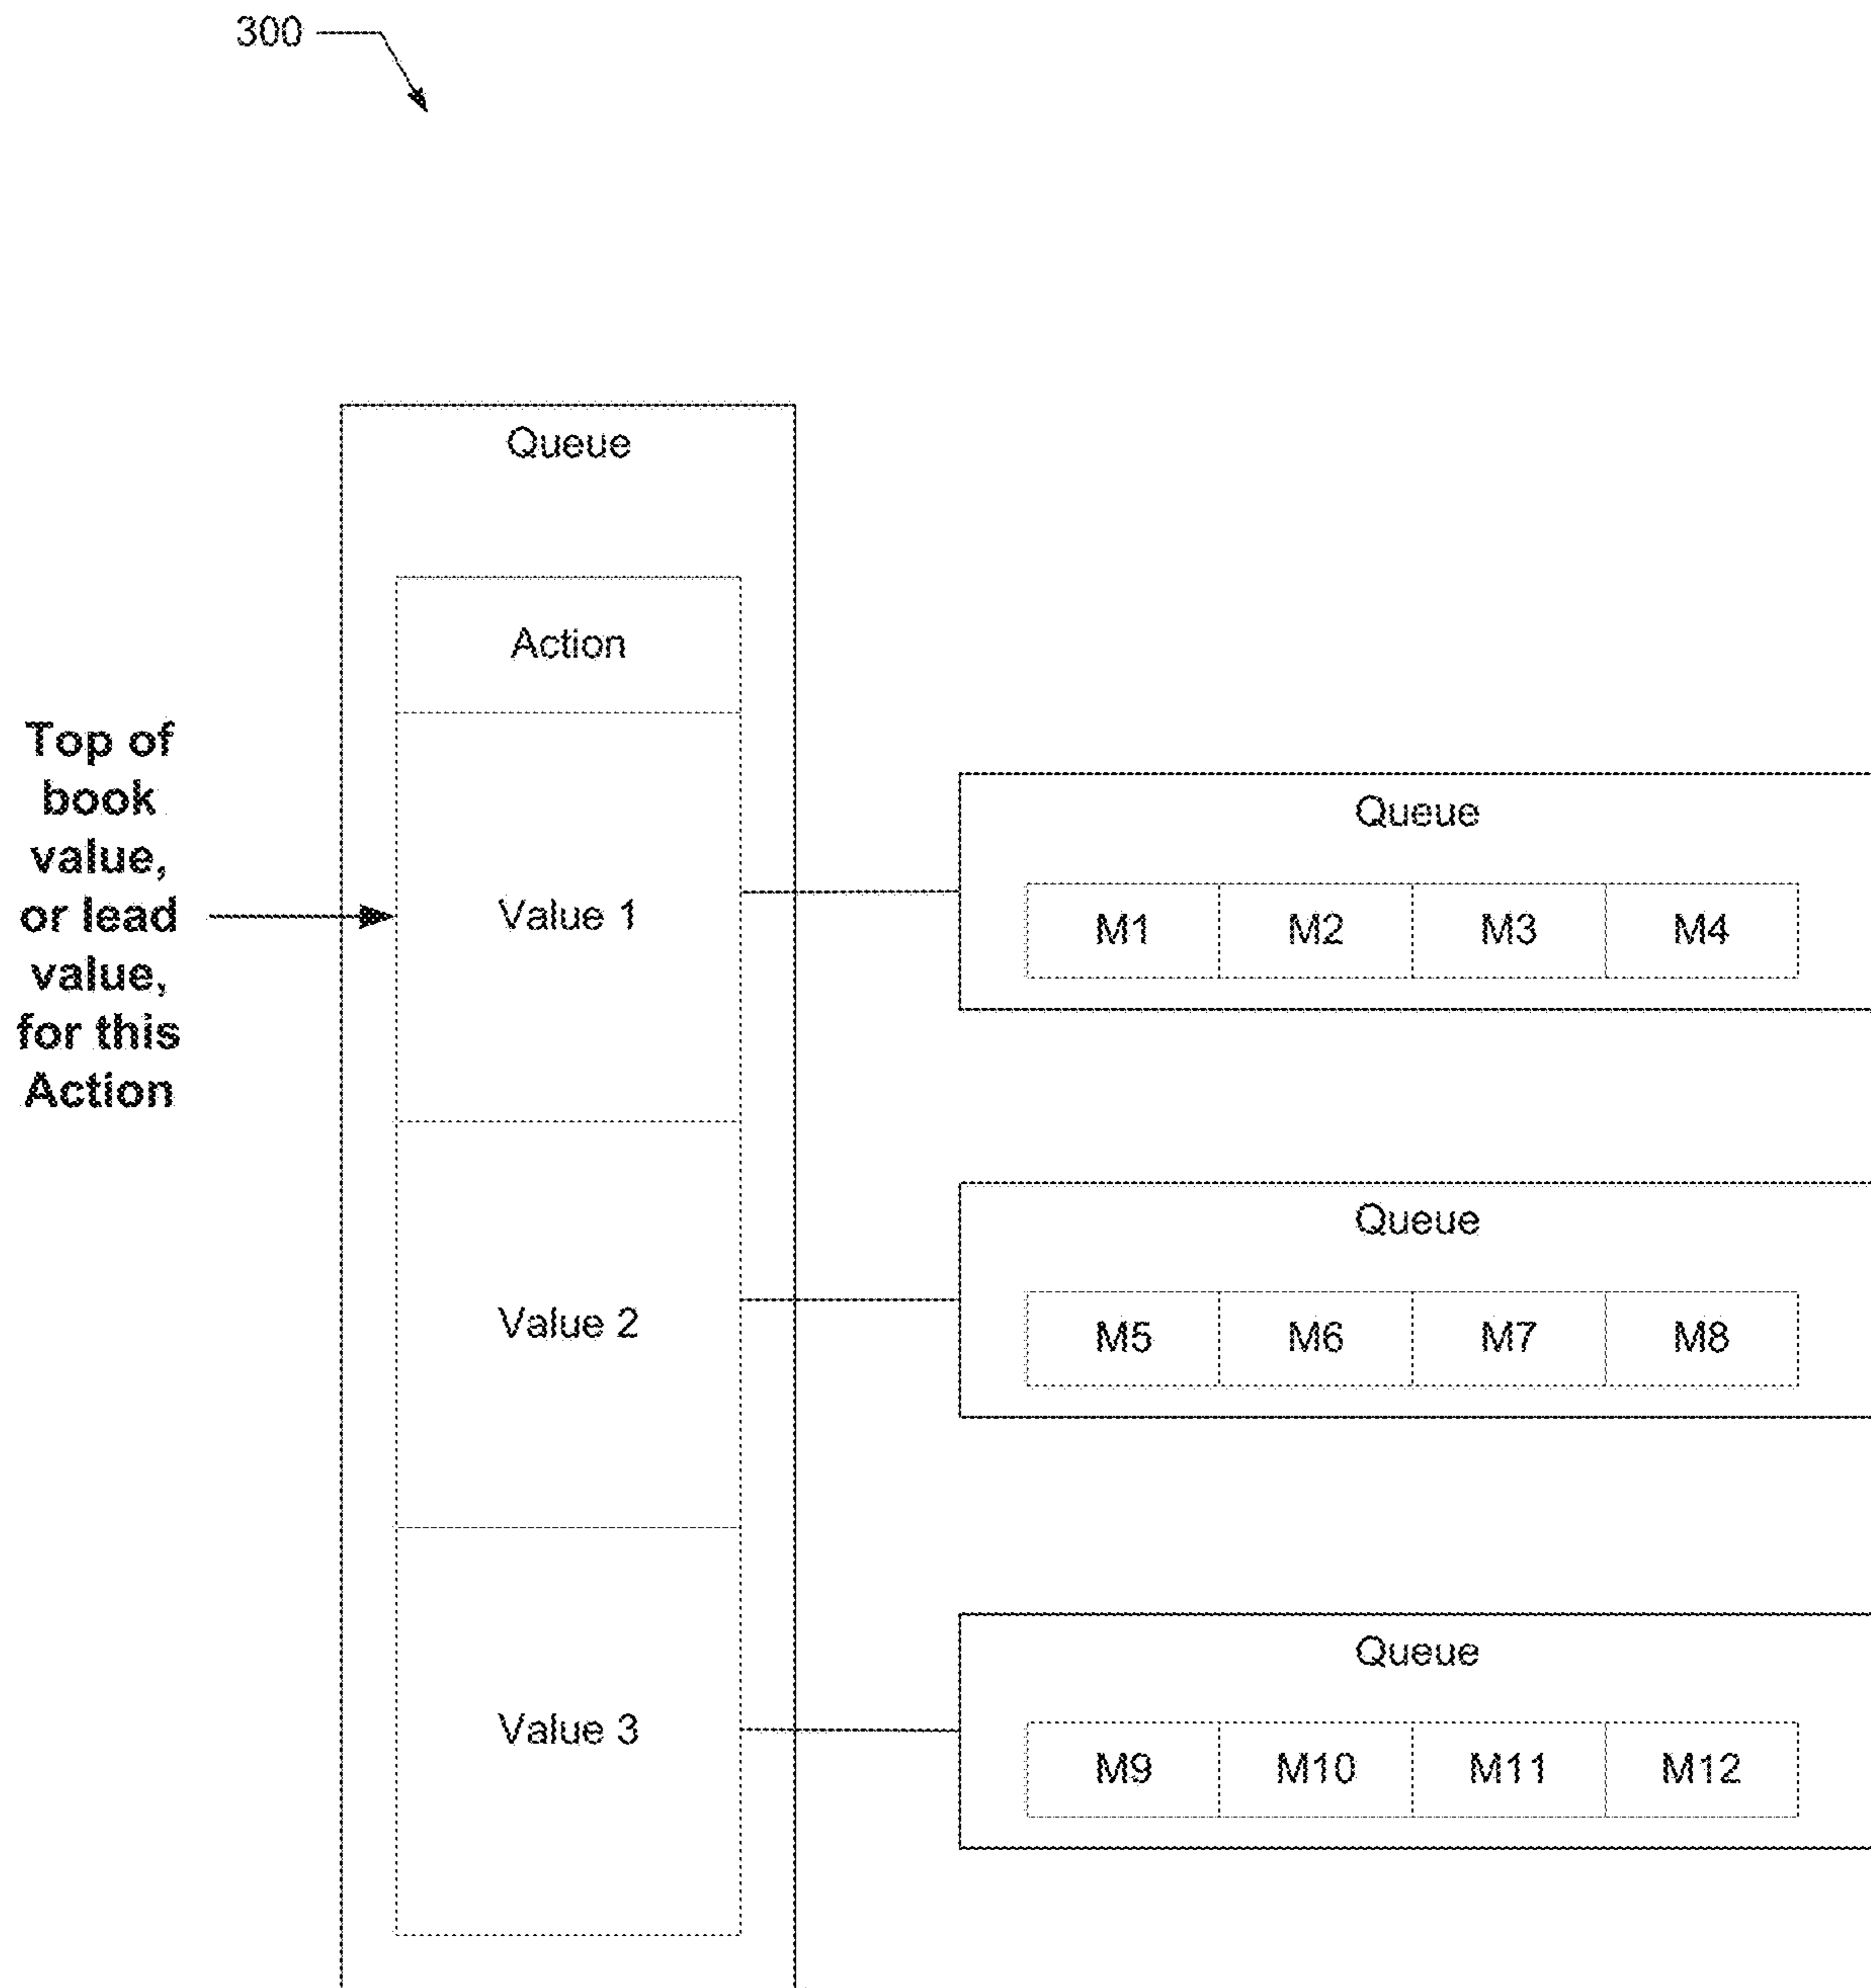 300
Queue
Action
Top of
book
value,
or lead
value,
for this
Action
Value 1
Queue
M1 M2 M3 M4
Value 2
Queue
M5 M6 M7 M8
Value 3
Queue
M9 M10 M11 M12